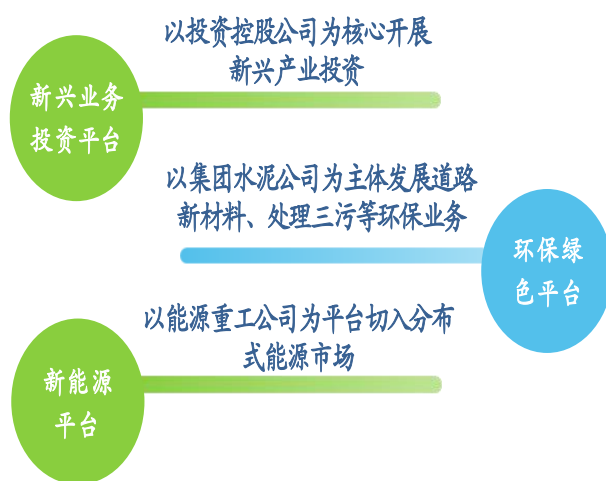 以投资控股公司为核心开展
新兴产业投资
新兴业务
投资平台
以集团水泥公司为主体发展道路
新材料、处理三污等环保业务
环保绿
色平台
以能源重工公司为平台切入分布
式能源市场
新能源
平台